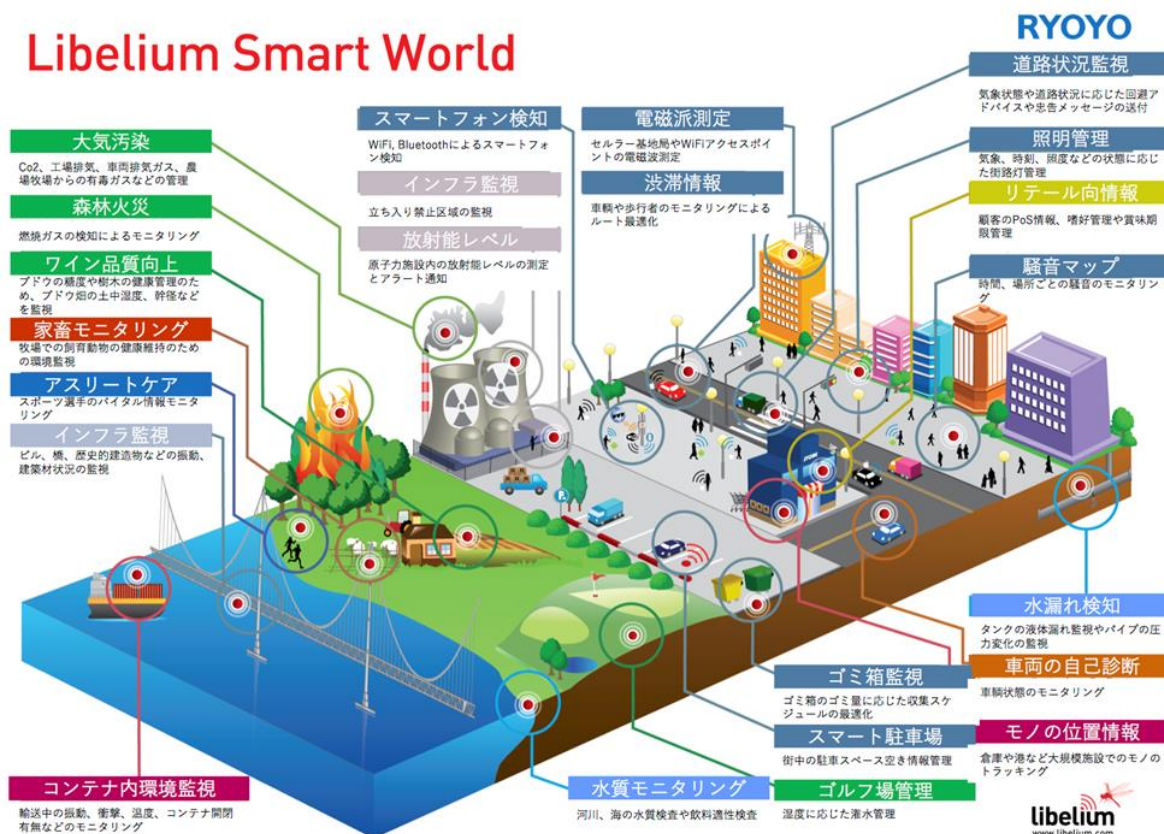 Libelium Smart World
RYOYO
大気汚染
Co2、工場排気、車両排気ガス、農
場牧場からの有毒ガスなどの管理
森林火災
燃焼ガスの検知によるモニタリング
ワイン品質向上
ブドウの糖度や樹木の健康管理のた
め、ブドウ畑の土中湿度、幹径などを
を監視
家畜モニタリング
牧場での飼育動物の健康維持のため
の環境監視
アスリートケア
スポーツ選手のバイタル情報モニタ
リング
インフラ監視
ビル、橋、歴史的建造物などの振動、
建築材状況の監視
スマートフォン検知
WiFi, Bluetoothによるスマートフォ
ン検知
インフラ監視
立ち入り禁止区域の監視
放射能レベル
原子力施設内の放射能レベルの測定
とアラート通知
電磁派測定
セルラー基地局やWiFiアクセスポイ
ントの電磁波測定
渋滞情報
車輌や歩行者のモニタリングによる
ルート最適化
道路状況監視
気象状態や道路状況に応じた回避ア
ドバイスや忠告メッセージの送付
照明管理
気象、時刻、照度などの状態に応じ
た街路灯管理
リテール向情報
顧客のPoS情報、嗜好管理や賞味期
限管理
騒音マップ
時間、場所ごとの騒音のモニタリン
グ
水漏れ検知
タンクの液体漏れ監視やパイプの圧
力変化の監視
車両の自己診断
車輌状態のモニタリング
モノの位置情報
倉庫や港など大規模施設でのモノの
トラッキング
ゴミ箱監視
ゴミ箱のゴミ量に応じた収集スケ
ジュールの最適化
スマート駐車場
街中の駐車スペース空き情報管理
ゴルフ場管理
湿度に応じた潅水管理
水質モニタリング
河川、海の水質検査や飲料適性検査
コンテナ内環境監視
輸送中の振動、衝撃、温度、コンテナ開閉
有無などのモニタリング
P
libelium
www.libelium.com